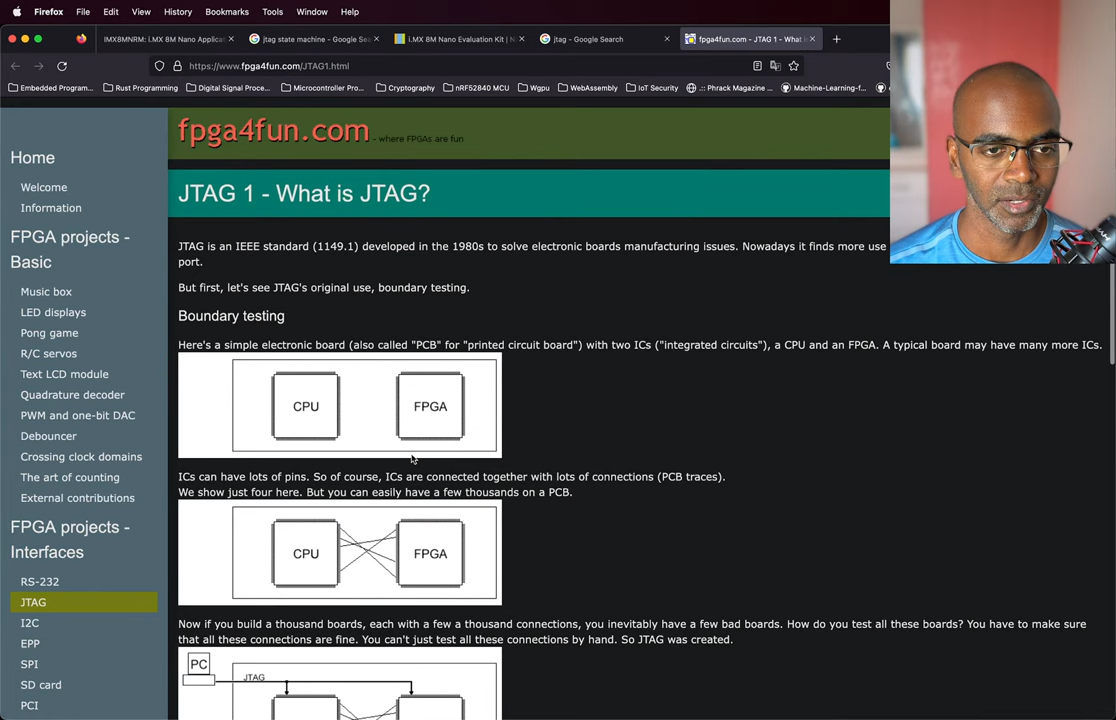 Firefox File Edit View History Bookmarks Tools Window Help
IMX8MNRM: i.MX 8M Nano Applicat
jtag state machine - Google Sea
i.MX 8M Nano Evaluation Kit | N
jtag - Google Search
fpga4fun.com - JTAG 1 - What i
https://www.fpga4fun.com/JTAG1.html
Embedded Program... Rust Programming Digital Signal Proce... Microcontroller Pro... Cryptography nRF52840 MCU Wgpu WebAssembly IoT Security .:: Phrack Magazine ... Machine-Learning-f...
Home
Welcome
Information
FPGA projects -
Basic
Music box
LED displays
Pong game
R/C servos
Text LCD module
Quadrature decoder
PWM and one-bit DAC
Debouncer
Crossing clock domains
The art of counting
External contributions
FPGA projects -
Interfaces
RS-232
JTAG
I2C
EPP
SPI
SD card
PCI
fpga4fun.com - where FPGAs are fun
JTAG 1 - What is JTAG?
JTAG is an IEEE standard (1149.1) developed in the 1980s to solve electronic boards manufacturing issues. Nowadays it finds more use
port.
But first, let's see JTAG's original use, boundary testing.
Boundary testing
Here's a simple electronic board (also called "PCB" for "printed circuit board") with two ICs ("integrated circuits"), a CPU and an FPGA. A typical board may have many more ICs.
CPU FPGA
ICs can have lots of pins. So of course, ICs are connected together with lots of connections (PCB traces).
We show just four here. But you can easily have a few thousands on a PCB.
CPU FPGA
Now if you build a thousand boards, each with a few a thousand connections, you inevitably have a few bad boards. How do you test all these boards? You have to make sure
that all these connections are fine. You can't just test all these connections by hand. So JTAG was created.
PC
JTAG